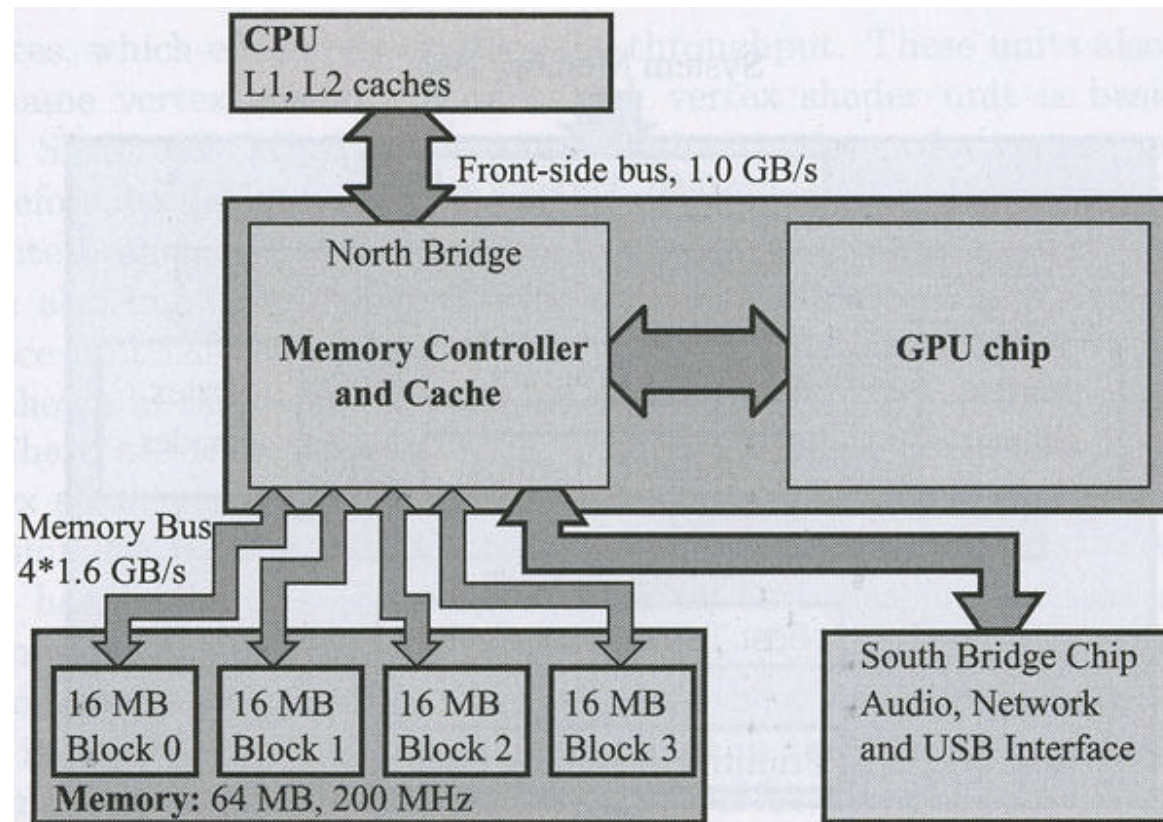 CPU
L1, L2 caches
Front-side bus, 1.0 GB/s
North Bridge
Memory Controller
and Cache
GPU chip
Memory Bus
4*1.6 GB/s
16 MB
Block 0
16 MB
Block 1
16 MB
Block 2
16 MB
Block 3
Memory: 64 MB, 200 MHz
South Bridge Chip
Audio, Network
and USB Interface